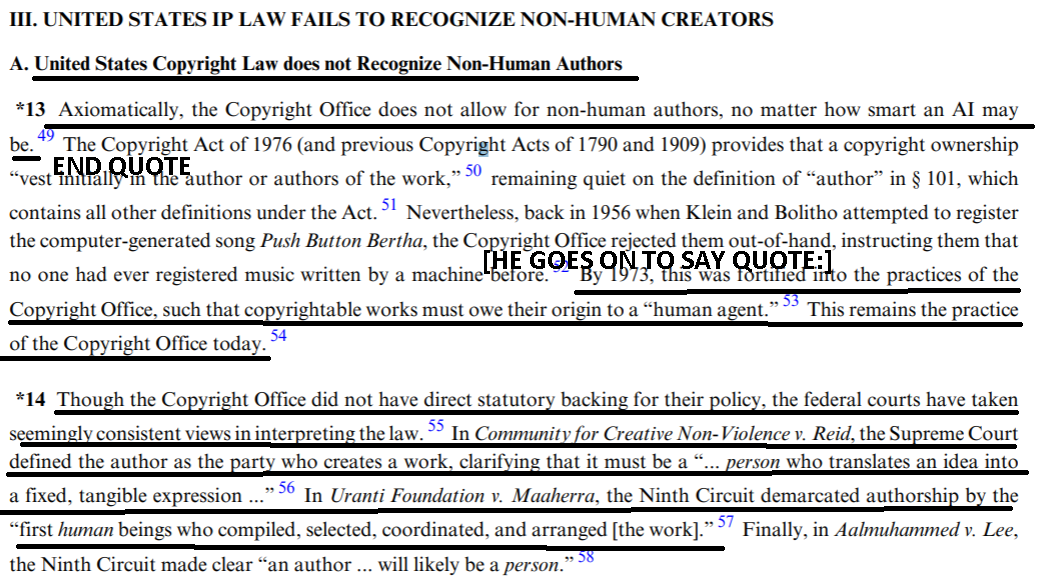 III. UNITED STATES IP LAW FAILS TO RECOGNIZE NON-HUMAN CREATORS
A. United States Copyright Law does not Recognize Non-Human Authors
*13 Axiomatically, the Copyright Office does not allow for non-human authors, no matter how smart an AI may
be. 49 The Copyright Act of 1976 (and previous Copyright Acts of 1790 and 1909) provides that a copyright ownership
END QUOTE
“vest initially in the author or authors of the work,” 50 remaining quiet on the definition of “author” in § 101, which
contains all other definitions under the Act. 51 Nevertheless, back in 1956 when Klein and Bolitho attempted to register
the computer-generated song Push Button Bertha, the Copyright Office rejected them out-of-hand, instructing them that
[HE GOES ON TO SAY QUOTE:]
no one had ever registered music written by a machine before. 52 By 1973, this was fortified into the practices of the
Copyright Office, such that copyrightable works must owe their origin to a “human agent.” 53 This remains the practice
of the Copyright Office today. 54
*14 Though the Copyright Office did not have direct statutory backing for their policy, the federal courts have taken
seemingly consistent views in interpreting the law. 55 In Community for Creative Non-Violence v. Reid, the Supreme Court
defined the author as the party who creates a work, clarifying that it must be a “... person who translates an idea into
a fixed, tangible expression ...” 56 In Uranti Foundation v. Maaherra, the Ninth Circuit demarcated authorship by the
“first human beings who compiled, selected, coordinated, and arranged [the work].” 57 Finally, in Aalmuhammed v. Lee,
the Ninth Circuit made clear “an author ... will likely be a person.” 58